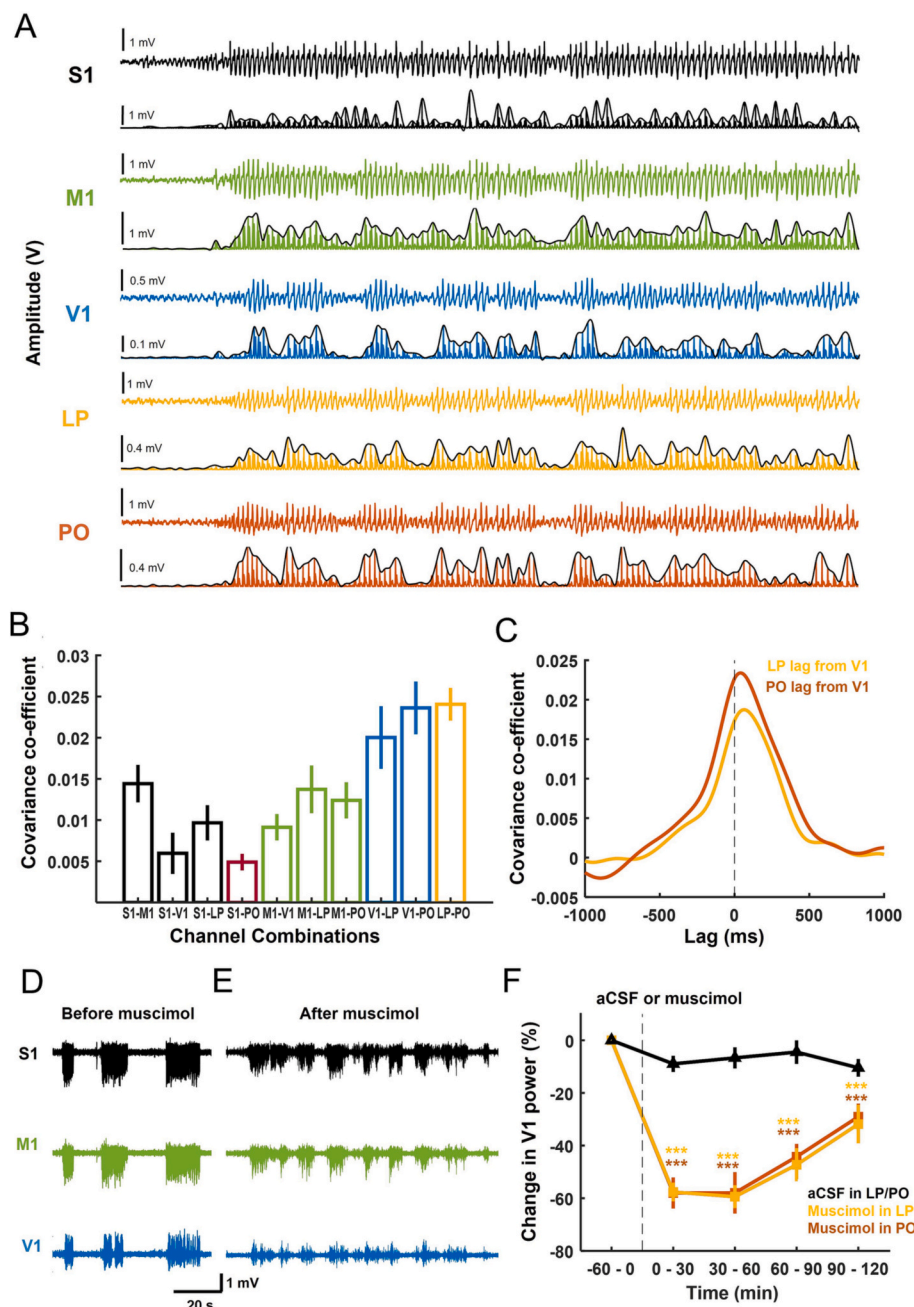 A
1 mV
S1
1 mV
1 mV
M1
1 mV
Amplitude (V)
0.5 mV
V1
0.1 mV
1 mV
LP
0.4 mV
1 mV
PO
0.4 mV
B
Covariance co-efficient
0.03
0.025
0.02
0.015
0.01
0.005
S1-M1 S1-V1 S1-LP S1-PO M1-V1 M1-LP M1-PO V1-LP V1-PO LP-PO
Channel Combinations
C
Covariance co-efficient
0.025
0.02
0.015
0.01
0.005
0
-0.005
LP lag from V1
PO lag from V1
-1000 -500 0 500 1000
Lag (ms)
D
Before muscimol
E
After muscimol
S1
M1
V1
1 mV
20 s
F
aCSF or muscimol
Change in V1 power (%)
0
-20
-40
-60
-80
***
***
***
***
***
***
***
***
aCSF in LP/PO
Muscimol in LP
Muscimol in PO
-60 - 0 0 - 30 30 - 60 60 - 90 90 - 120
Time (min)